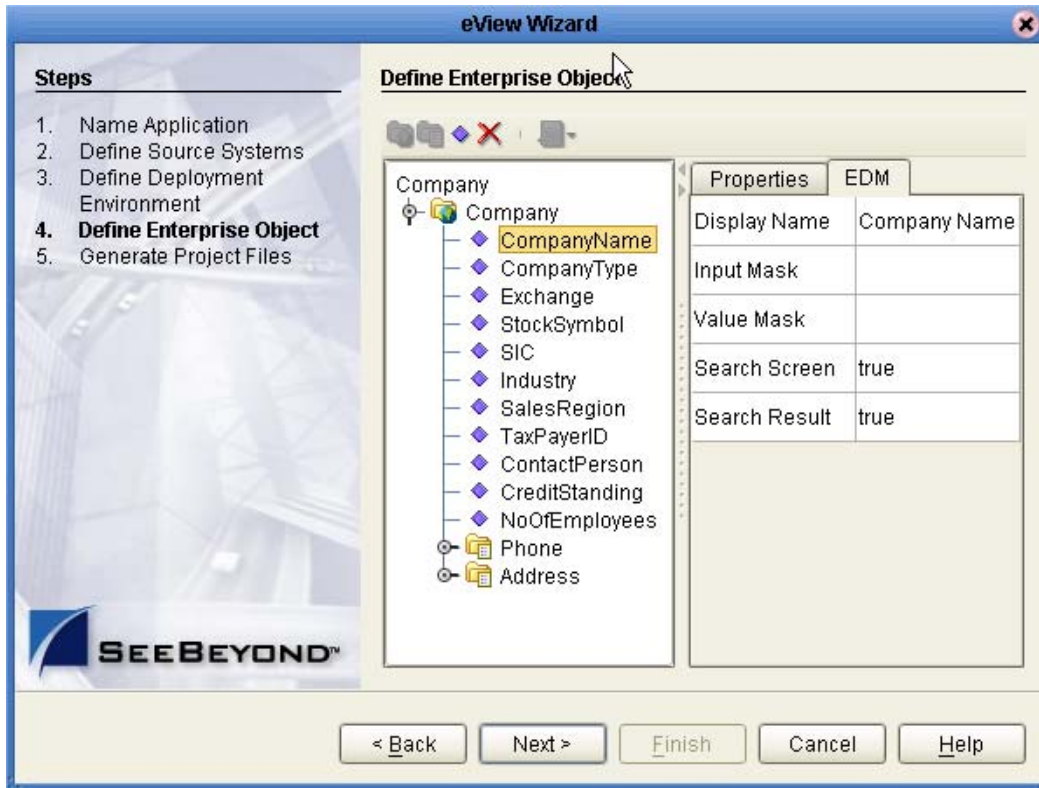 eView Wizard
Steps
1. Name Application
2. Define Source Systems
3. Define Deployment
Environment
4. Define Enterprise Object
5. Generate Project Files
SEEBEYOND™
Define Enterprise Object
Company
Company
CompanyName
CompanyType
Exchange
StockSymbol
SIC
Industry
SalesRegion
TaxPayerID
ContactPerson
CreditStanding
NoOfEmployees
Phone
Address
Properties EDM
Display Name Company Name
Input Mask
Value Mask
Search Screen true
Search Result true
< Back Next > Finish Cancel Help